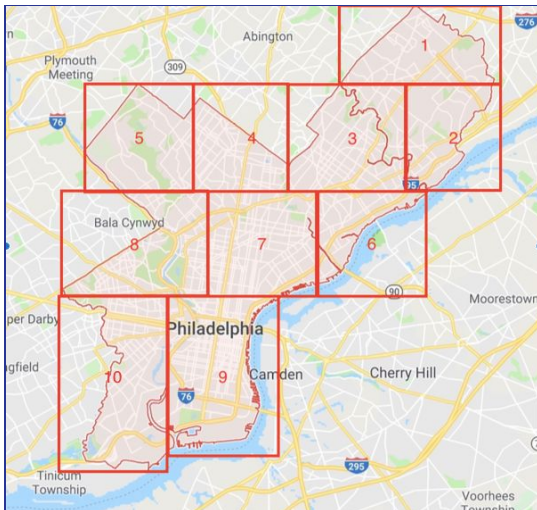 1
276
Abington
309
Plymouth
Meeting
76
5
4
3
2
95
Bala Cynwyd
8
7
6
90
Moorestown
per Darby
Philadelphia
gfield
10
9
Camden
Cherry Hill
76
295
Tinicum
Township
Voorhees
Township